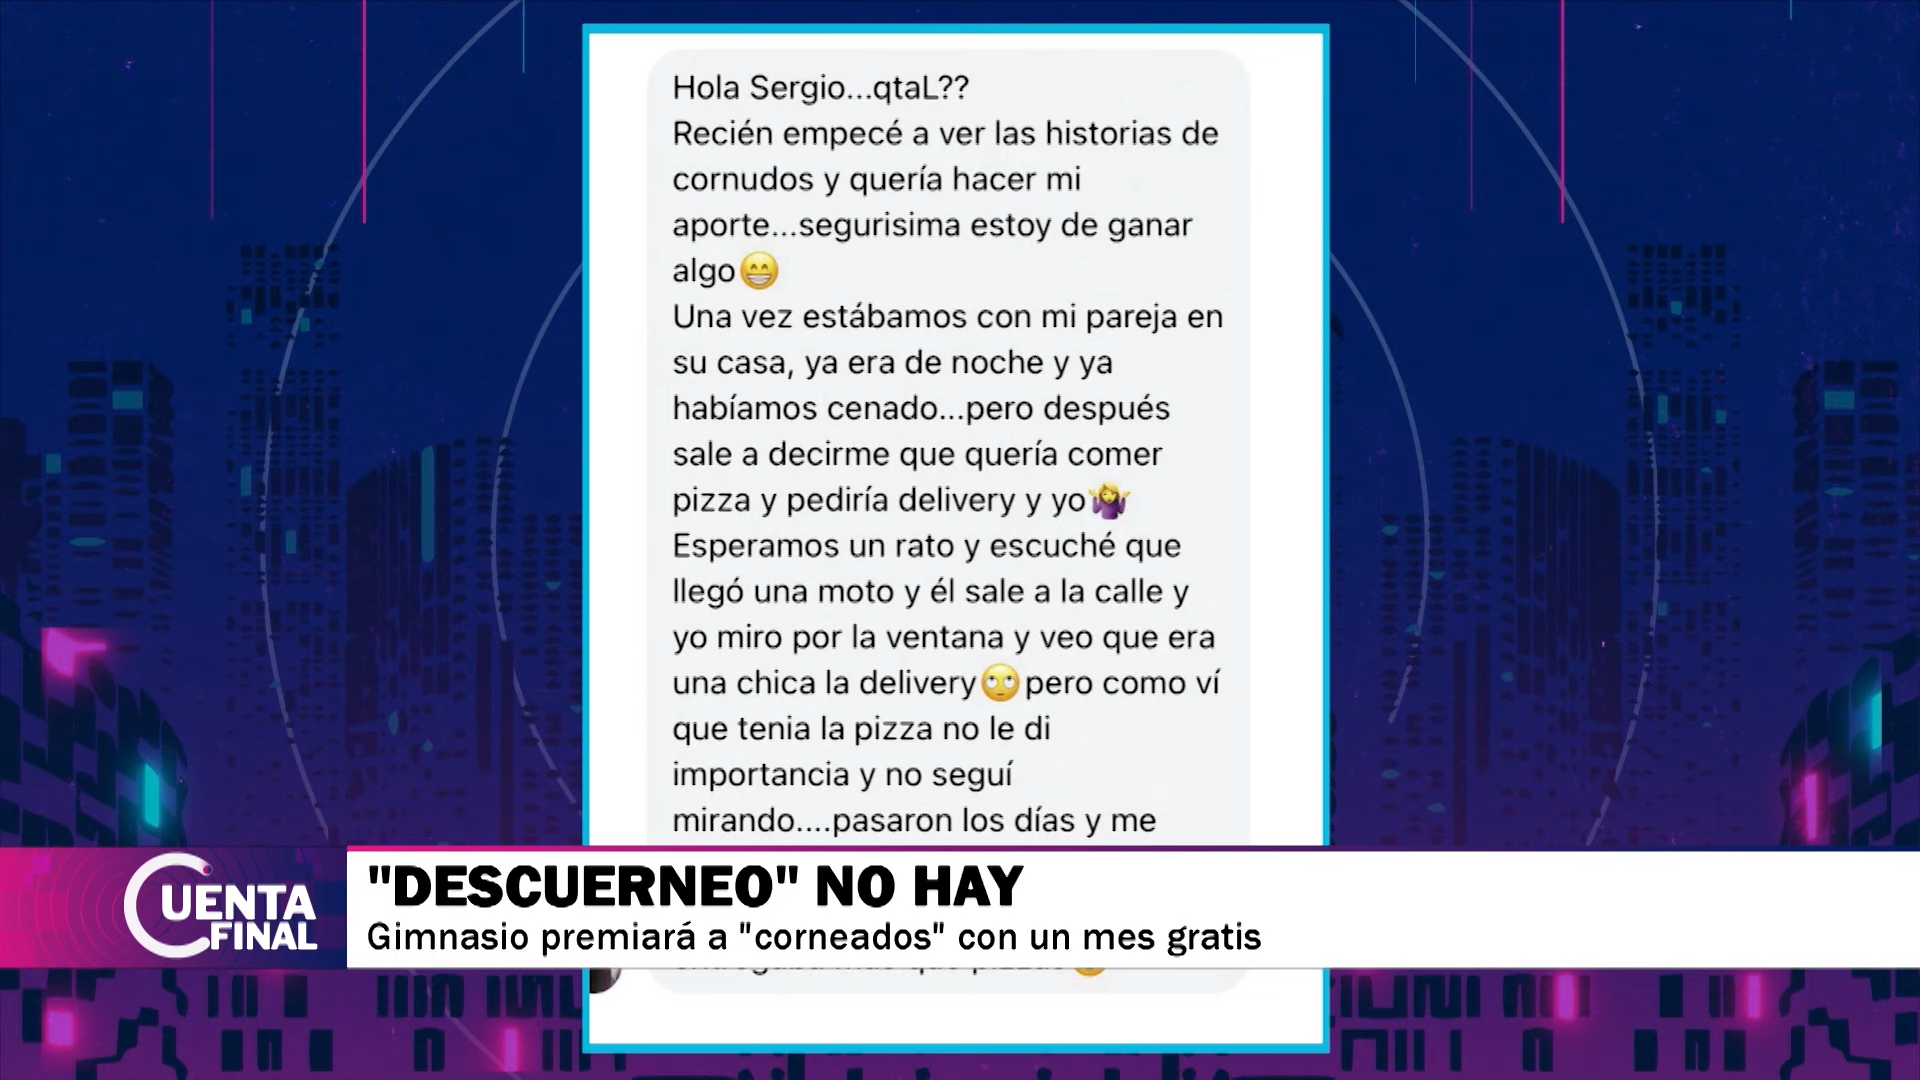 Hola Sergio...qtaL??
Recién empecé a ver las historias de
cornudos y quería hacer mi
aporte...segurisima estoy de ganar
algo😁
Una vez estábamos con mi pareja en
su casa, ya era de noche y ya
habíamos cenado...pero después
sale a decirme que quería comer
pizza y pediría delivery y yo🤷‍♀️
Esperamos un rato y escuché que
llegó una moto y él sale a la calle y
yo miro por la ventana y veo que era
una chica la delivery🙄pero como ví
que tenia la pizza no le di
importancia y no seguí
mirando....pasaron los días y me
CUENTA
FINAL
"DESCUERNEO" NO HAY
Gimnasio premiará a "corneados" con un mes gratis